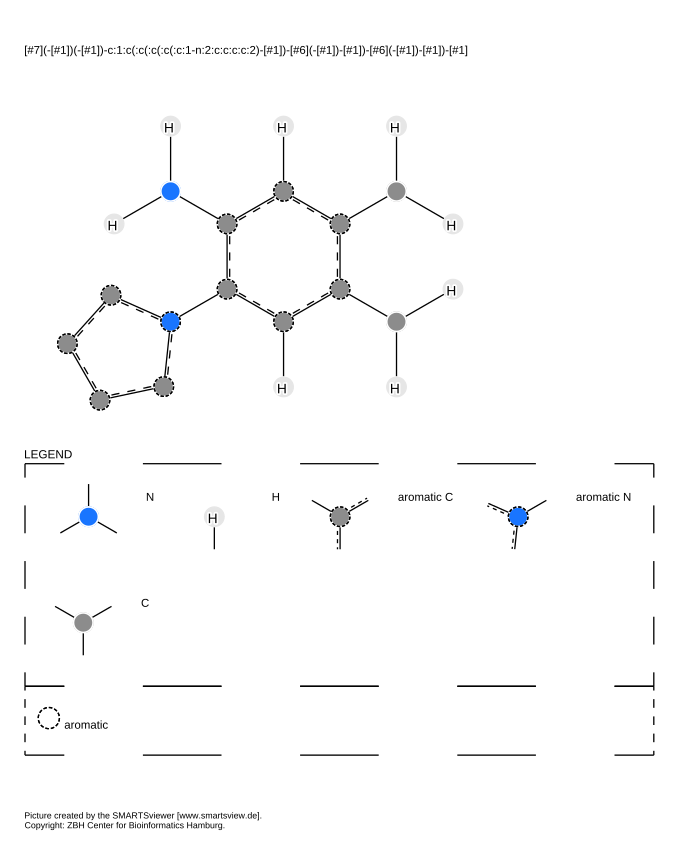 [#7](-[#1])(-[#1])-c:1:c(:c(:c(:c(:c:1-n:2:c:c:c:c:2)-[#1])-[#6](-[#1])-[#1])-[#6](-[#1])-[#1])-[#1]
H H H
H H
H
H H
LEGEND
N H aromatic C aromatic N
H
C
aromatic
Picture created by the SMARTSviewer [www.smartsview.de].
Copyright: ZBH Center for Bioinformatics Hamburg.